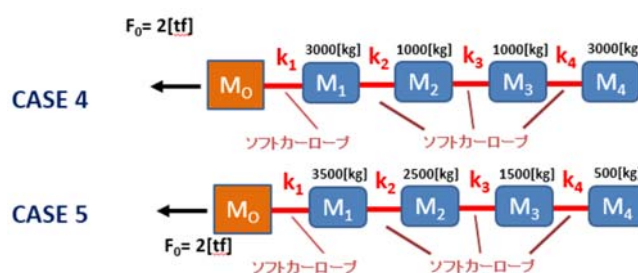 F₀= 2[tf]
3000[kg] 1000[kg] 1000[kg] 3000[kg]
k₁ k₂ k₃ k₄
CASE 4
M₀ M₁ M₂ M₃ M₄
ソフトカーロープ ソフトカーロープ
3500[kg] 2500[kg] 1500[kg] 500[kg]
k₁ k₂ k₃ k₄
CASE 5
M₀ M₁ M₂ M₃ M₄
F₀= 2[tf]
ソフトカーロープ ソフトカーロープ